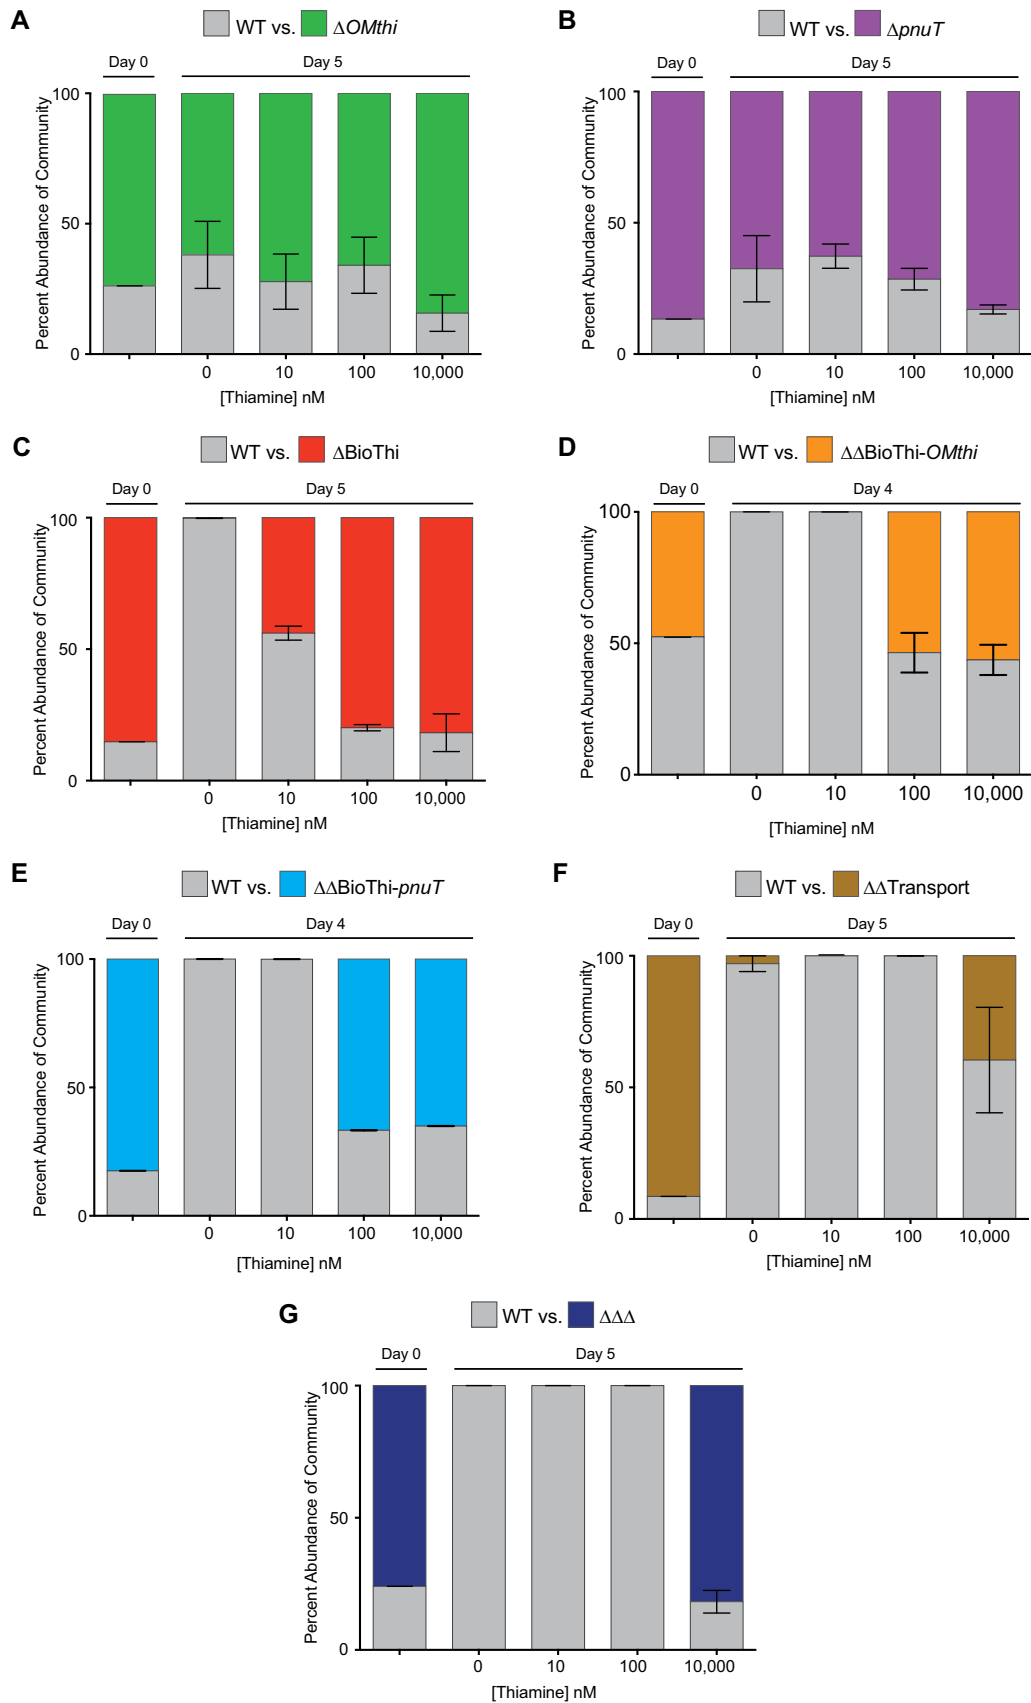 A
WT vs. ΔOMthi
Day 0
Day 5
Percent Abundance of Community
100
50
0
0
10
100
10,000
[Thiamine] nM
B
WT vs. ΔpnuT
Day 0
Day 5
Percent Abundance of Community
100
50
0
0
10
100
10,000
[Thiamine] nM
C
WT vs. ΔBioThi
Day 0
Day 5
Percent Abundance of Community
100
50
0
0
10
100
10,000
[Thiamine] nM
D
WT vs. ΔΔBioThi-OMthi
Day 0
Day 4
Percent Abundance of Community
100
50
0
0
10
100
10,000
[Thiamine] nM
E
WT vs. ΔΔBioThi-pnuT
Day 0
Day 4
Percent Abundance of Community
100
50
0
0
10
100
10,000
[Thiamine] nM
F
WT vs. ΔΔTransport
Day 0
Day 5
Percent Abundance of Community
100
50
0
0
10
100
10,000
[Thiamine] nM
G
WT vs. ΔΔΔ
Day 0
Day 5
Percent Abundance of Community
100
50
0
0
10
100
10,000
[Thiamine] nM